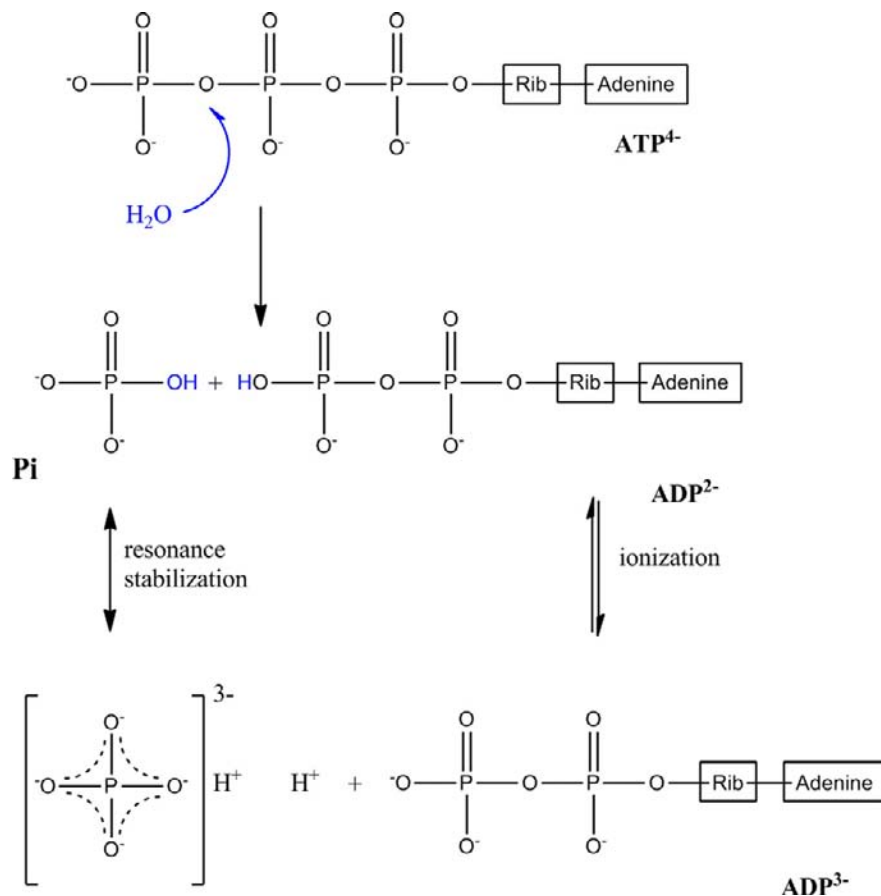 O O O
⁻O P O P O P O Rib Adenine
O⁻ O⁻ O⁻
ATP⁴⁻
H₂O
O O O
⁻O P OH + HO P O P O Rib Adenine
O⁻ O⁻ O⁻
Pi
ADP²⁻
resonance
stabilization
ionization
3-
O⁻ O O
⁻O P O⁻ H⁺ H⁺ + ⁻O P O P O Rib Adenine
O⁻ O⁻ O⁻
ADP³⁻